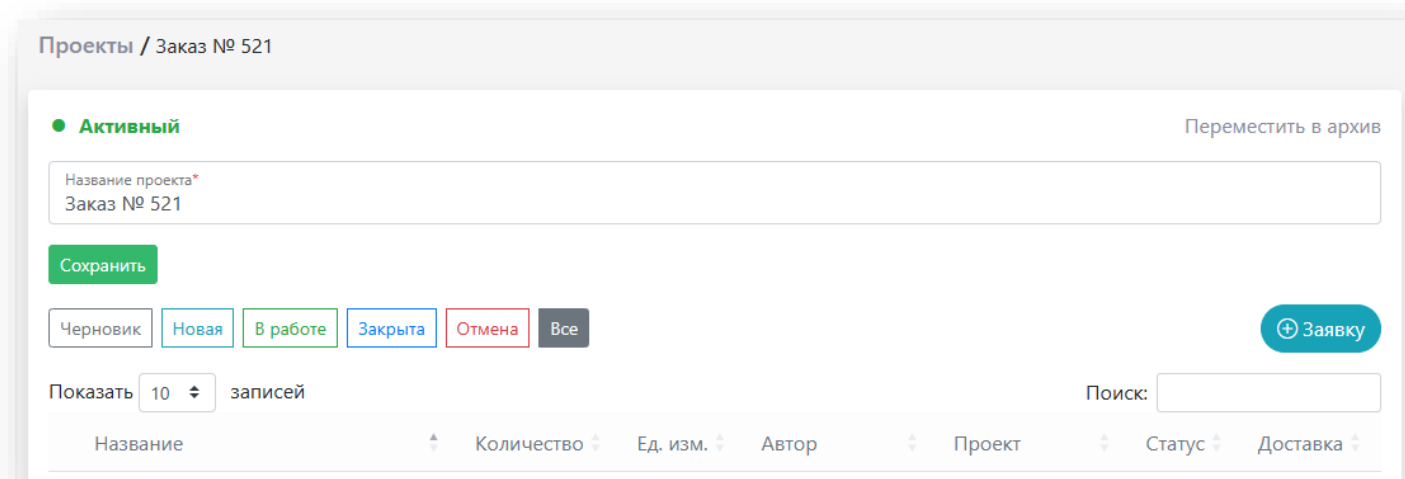 Проекты / Заказ № 521
Активный
Переместить в архив
Название проекта*
Заказ № 521
Сохранить
Черновик Новая В работе Закрыта Отмена Все
Заявку
Показать 10 записей
Поиск:
Название Количество Ед. изм. Автор Проект Статус Доставка